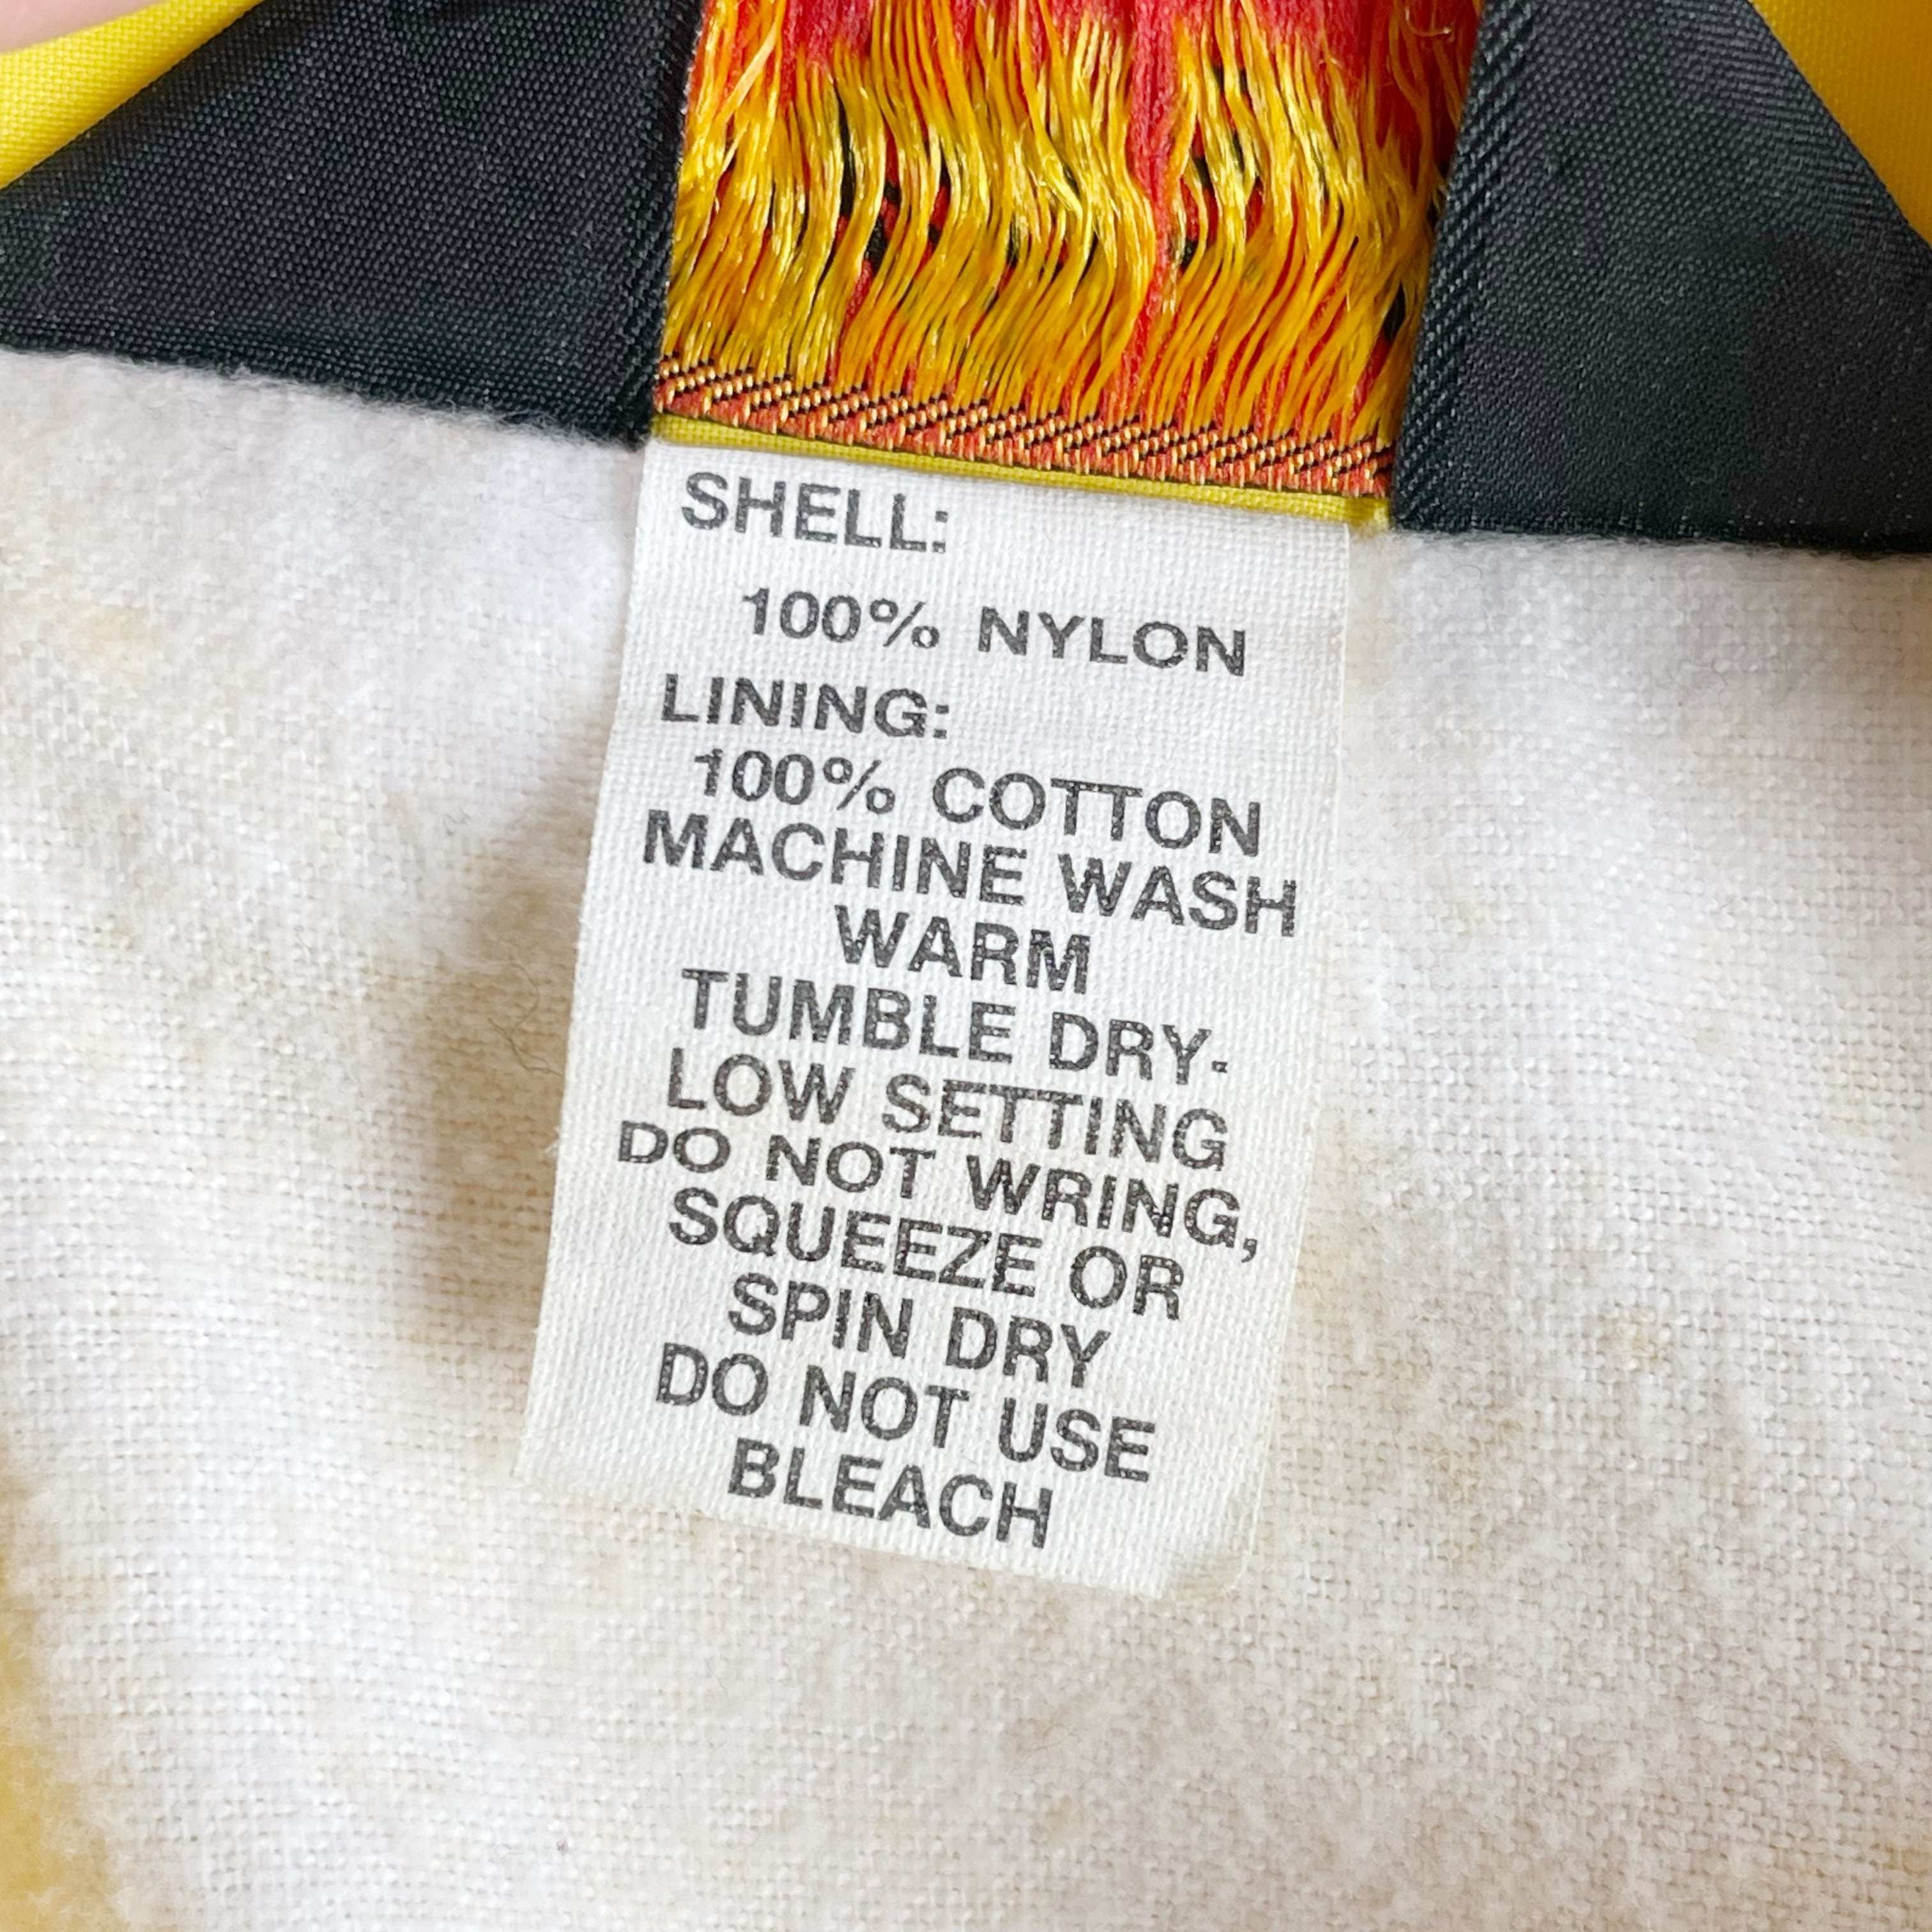 SHELL:
100% NYLON
LINING:
100% COTTON
MACHINE WASH
WARM
TUMBLE DRY-
LOW SETTING
DO NOT WRING,
SQUEEZE OR
SPIN DRY
DO NOT USE
BLEACH